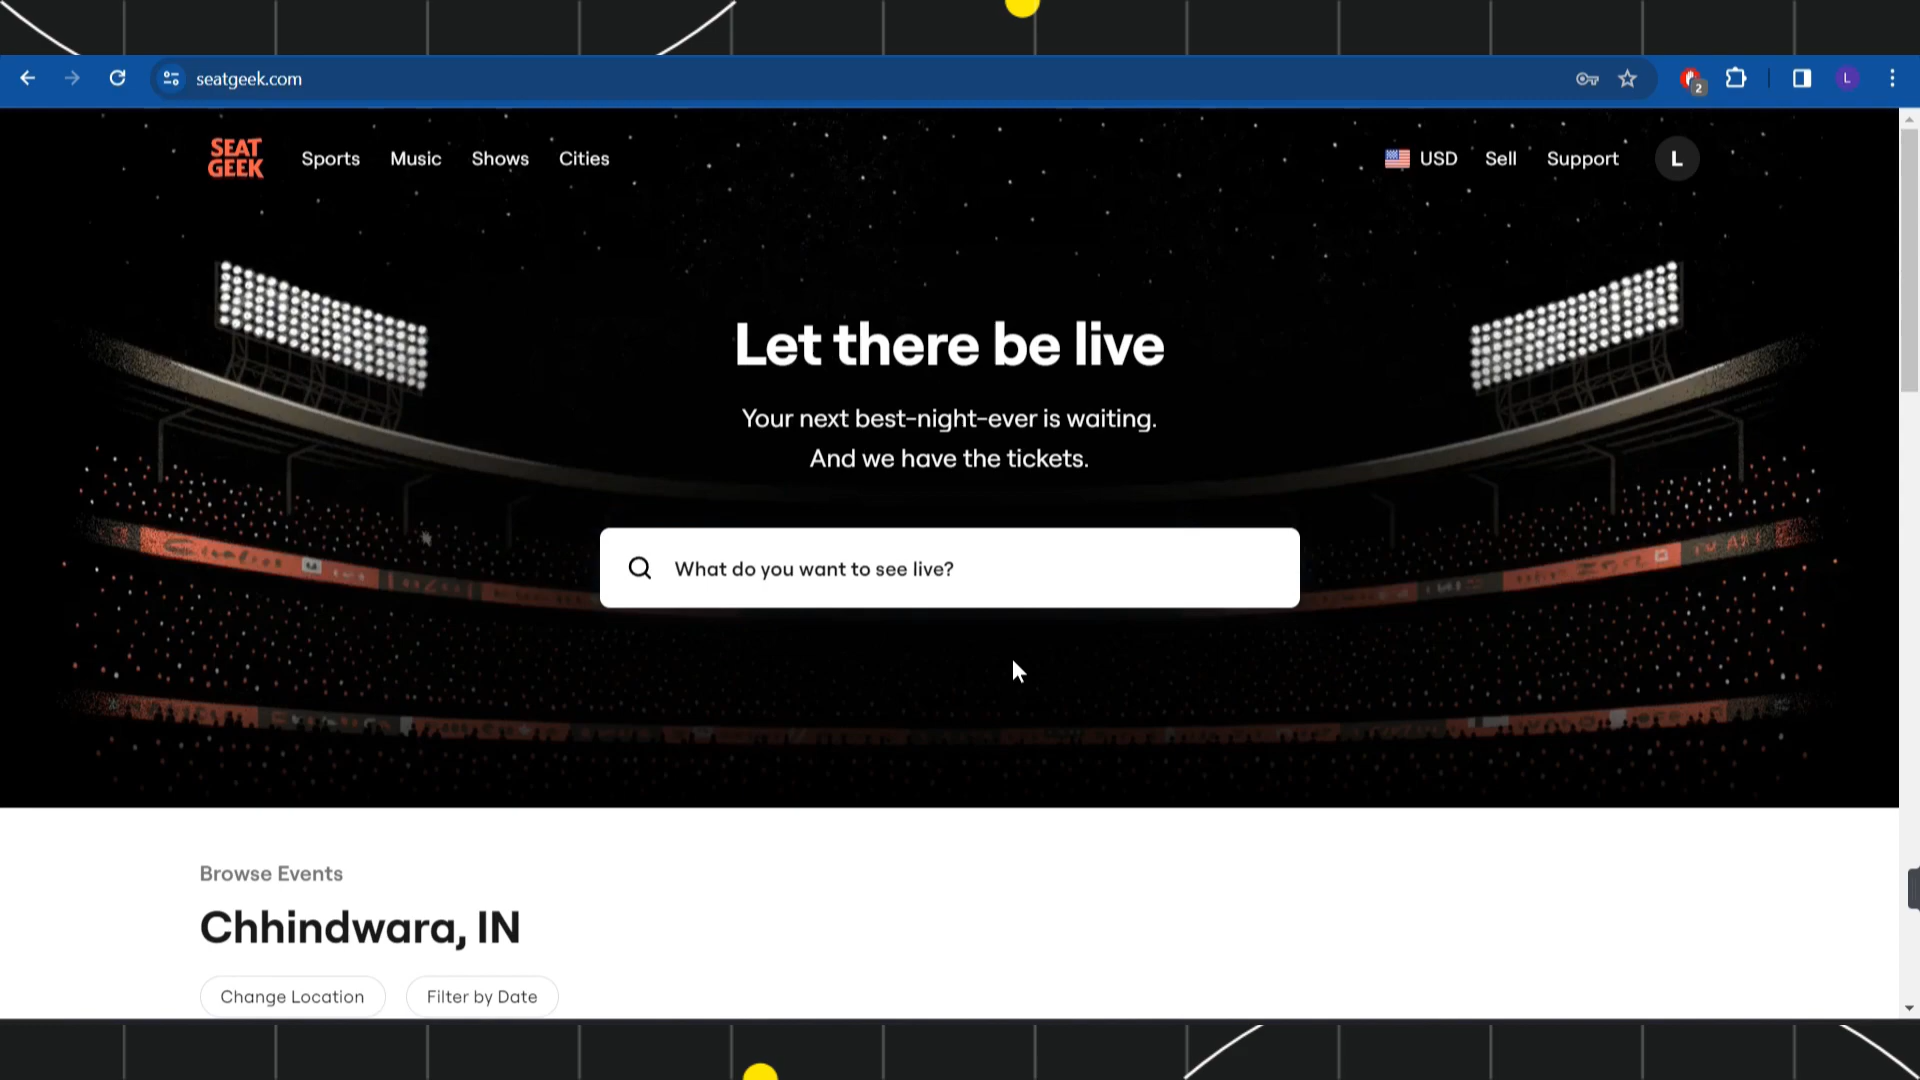 seatgeek.com
2
L
SEAT
GEEK
Sports
Music
Shows
Cities
USD
Sell
Support
L
Let there be live
Your next best-night-ever is waiting.
And we have the tickets.
What do you want to see live?
Browse Events
Chhindwara, IN
Change Location
Filter by Date